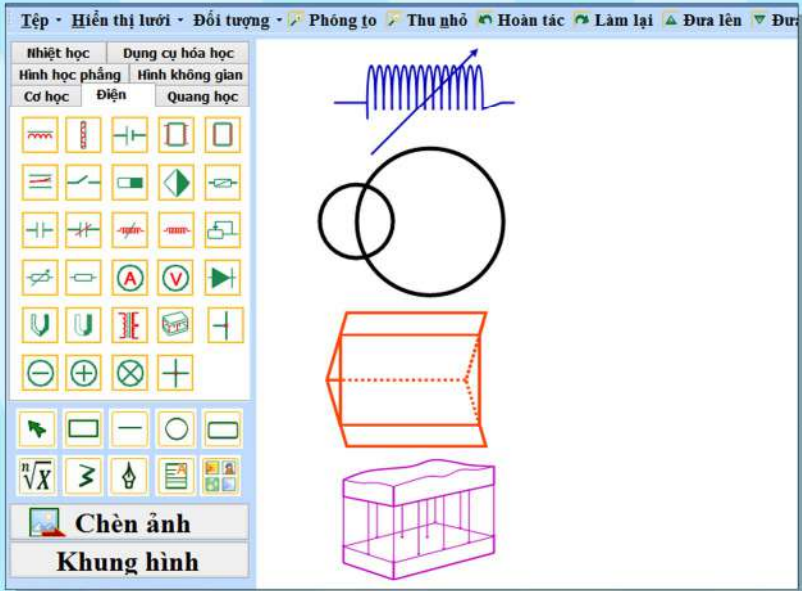 Tệp Hiển thị lưới Đối tượng Phóng to Thu nhỏ Hoàn tác Làm lại Đưa lên Đưa
Nhiệt học Dụng cụ hóa học
Hình học phẳng Hình không gian
Cơ học Điện Quang học
A V
n√X A
Chèn ảnh
Khung hình